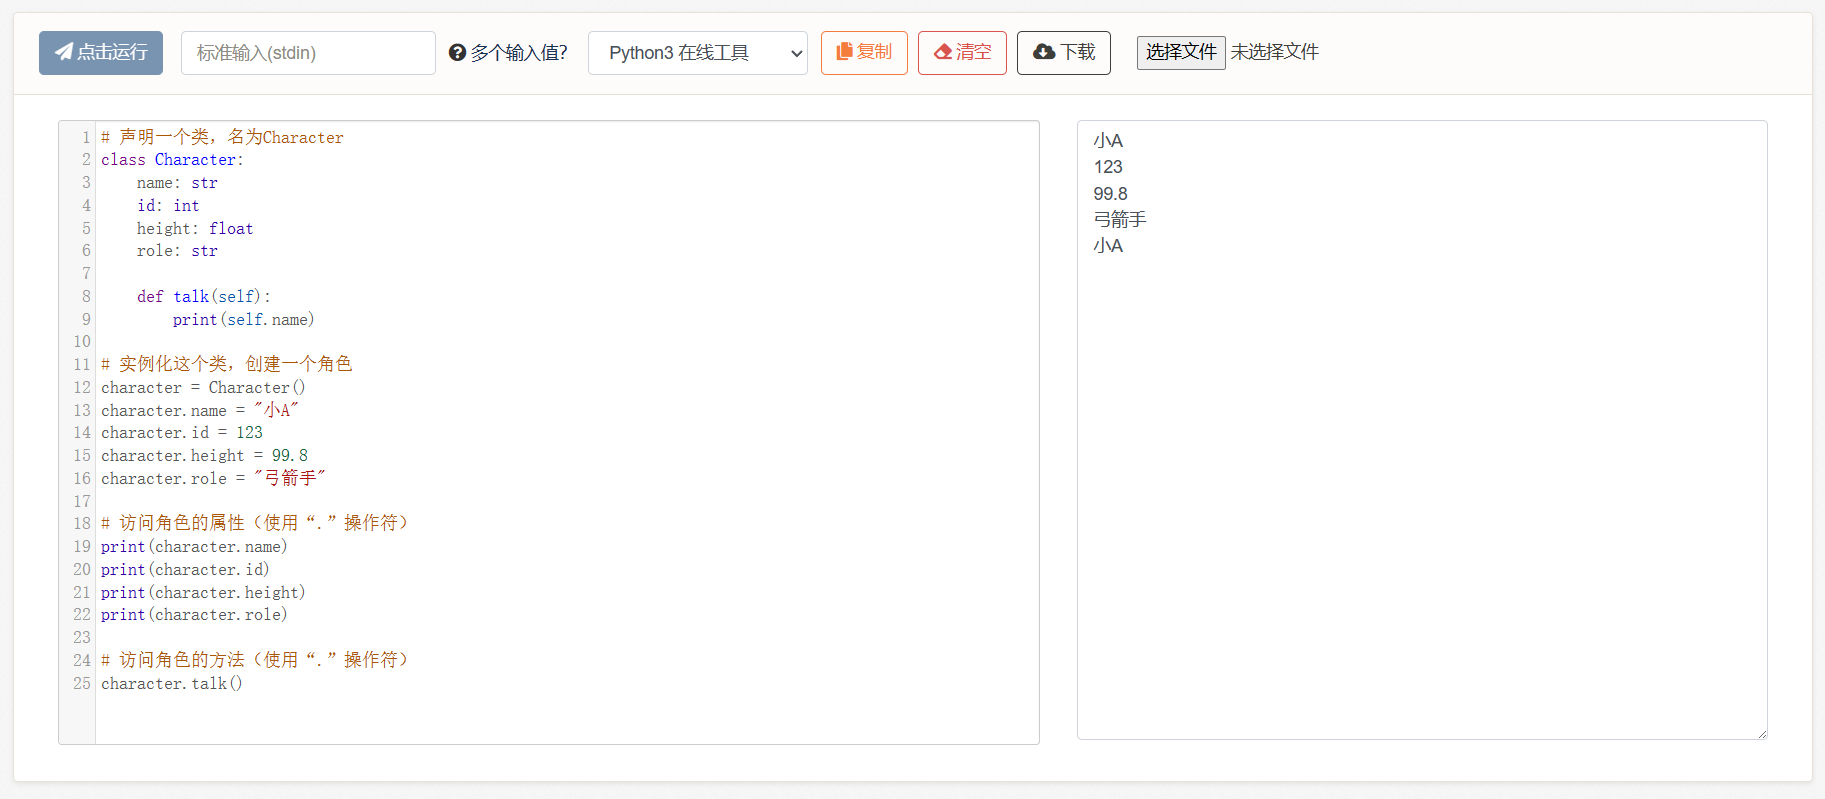 点击运行 标准输入(stdin) 多个输入值? Python3 在线工具 复制 清空 下载 选择文件 未选择文件
1 # 声明一个类，名为Character
2 class Character:
3     name: str
4     id: int
5     height: float
6     role: str
7
8     def talk(self):
9         print(self.name)
10
11 # 实例化这个类，创建一个角色
12 character = Character()
13 character.name = "小A"
14 character.id = 123
15 character.height = 99.8
16 character.role = "弓箭手"
17
18 # 访问角色的属性（使用“.”操作符）
19 print(character.name)
20 print(character.id)
21 print(character.height)
22 print(character.role)
23
24 # 访问角色的方法（使用“.”操作符）
25 character.talk()
小A
123
99.8
弓箭手
小A